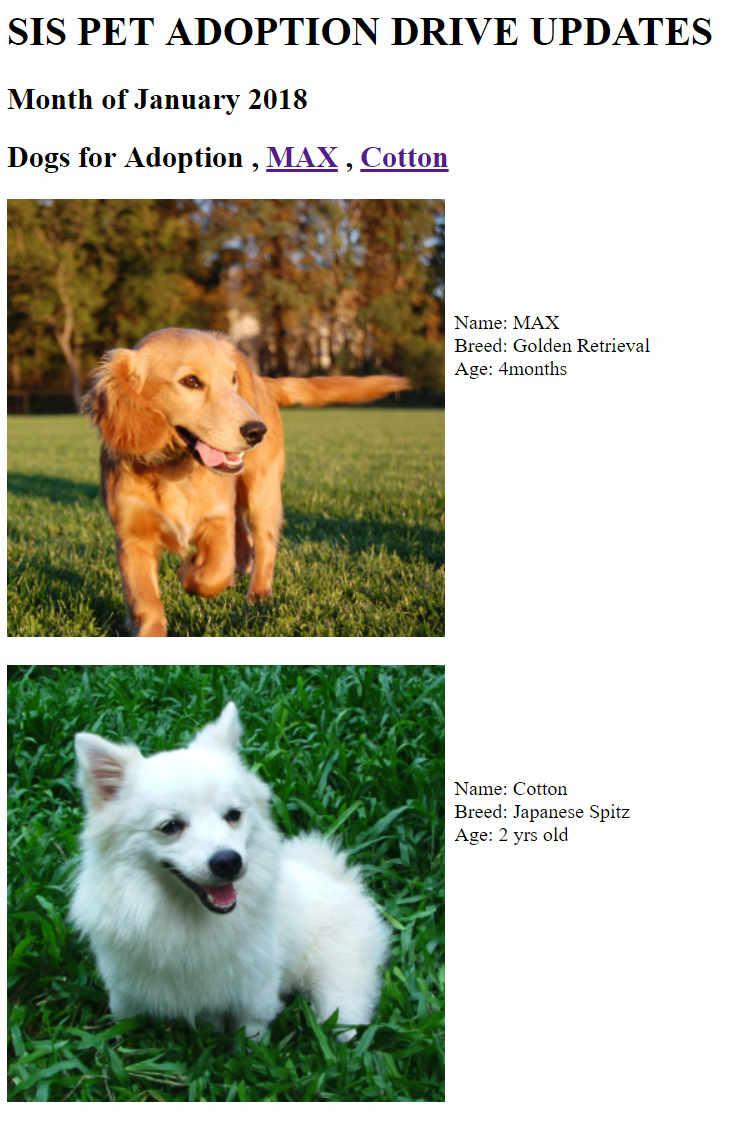 SIS PET ADOPTION DRIVE UPDATES
Month of January 2018
Dogs for Adoption , MAX , Cotton
Name: MAX
Breed: Golden Retrieval
Age: 4months
Name: Cotton
Breed: Japanese Spitz
Age: 2 yrs old